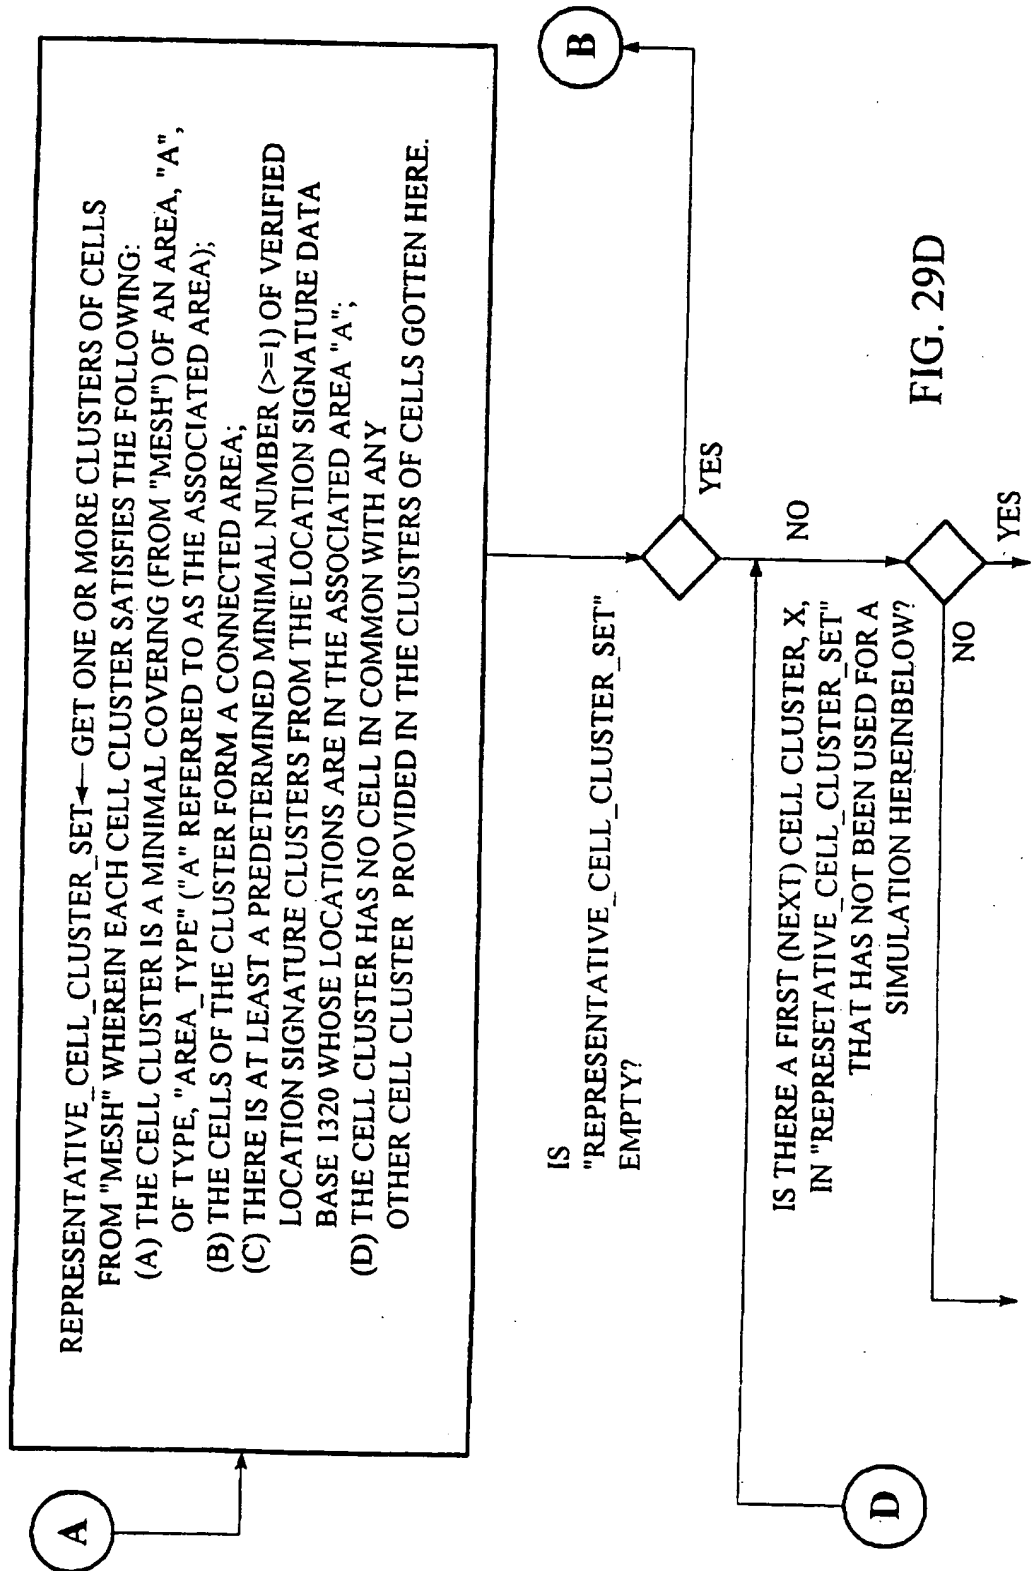 A
REPRESENTATIVE_CELL_CLUSTER_SET ← GET ONE OR MORE CLUSTERS OF CELLS
FROM "MESH" WHEREIN EACH CELL CLUSTER SATISFIES THE FOLLOWING:
(A) THE CELL CLUSTER IS A MINIMAL COVERING (FROM "MESH") OF AN AREA, "A",
OF TYPE, "AREA_TYPE" ("A" REFERRED TO AS THE ASSOCIATED AREA);
(B) THE CELLS OF THE CLUSTER FORM A CONNECTED AREA;
(C) THERE IS AT LEAST A PREDETERMINED MINIMAL NUMBER (>=1) OF VERIFIED
LOCATION SIGNATURE CLUSTERS FROM THE LOCATION SIGNATURE DATA
BASE 1320 WHOSE LOCATIONS ARE IN THE ASSOCIATED AREA "A";
(D) THE CELL CLUSTER HAS NO CELL IN COMMON WITH ANY
OTHER CELL CLUSTER PROVIDED IN THE CLUSTERS OF CELLS GOTTEN HERE.
IS
"REPRESENTATIVE_CELL_CLUSTER_SET"
EMPTY?
YES
B
NO
D
IS THERE A FIRST (NEXT) CELL CLUSTER, X,
IN "REPRESETATIVE_CELL_CLUSTER_SET"
THAT HAS NOT BEEN USED FOR A
SIMULATION HEREINBELOW?
NO
YES
FIG. 29D